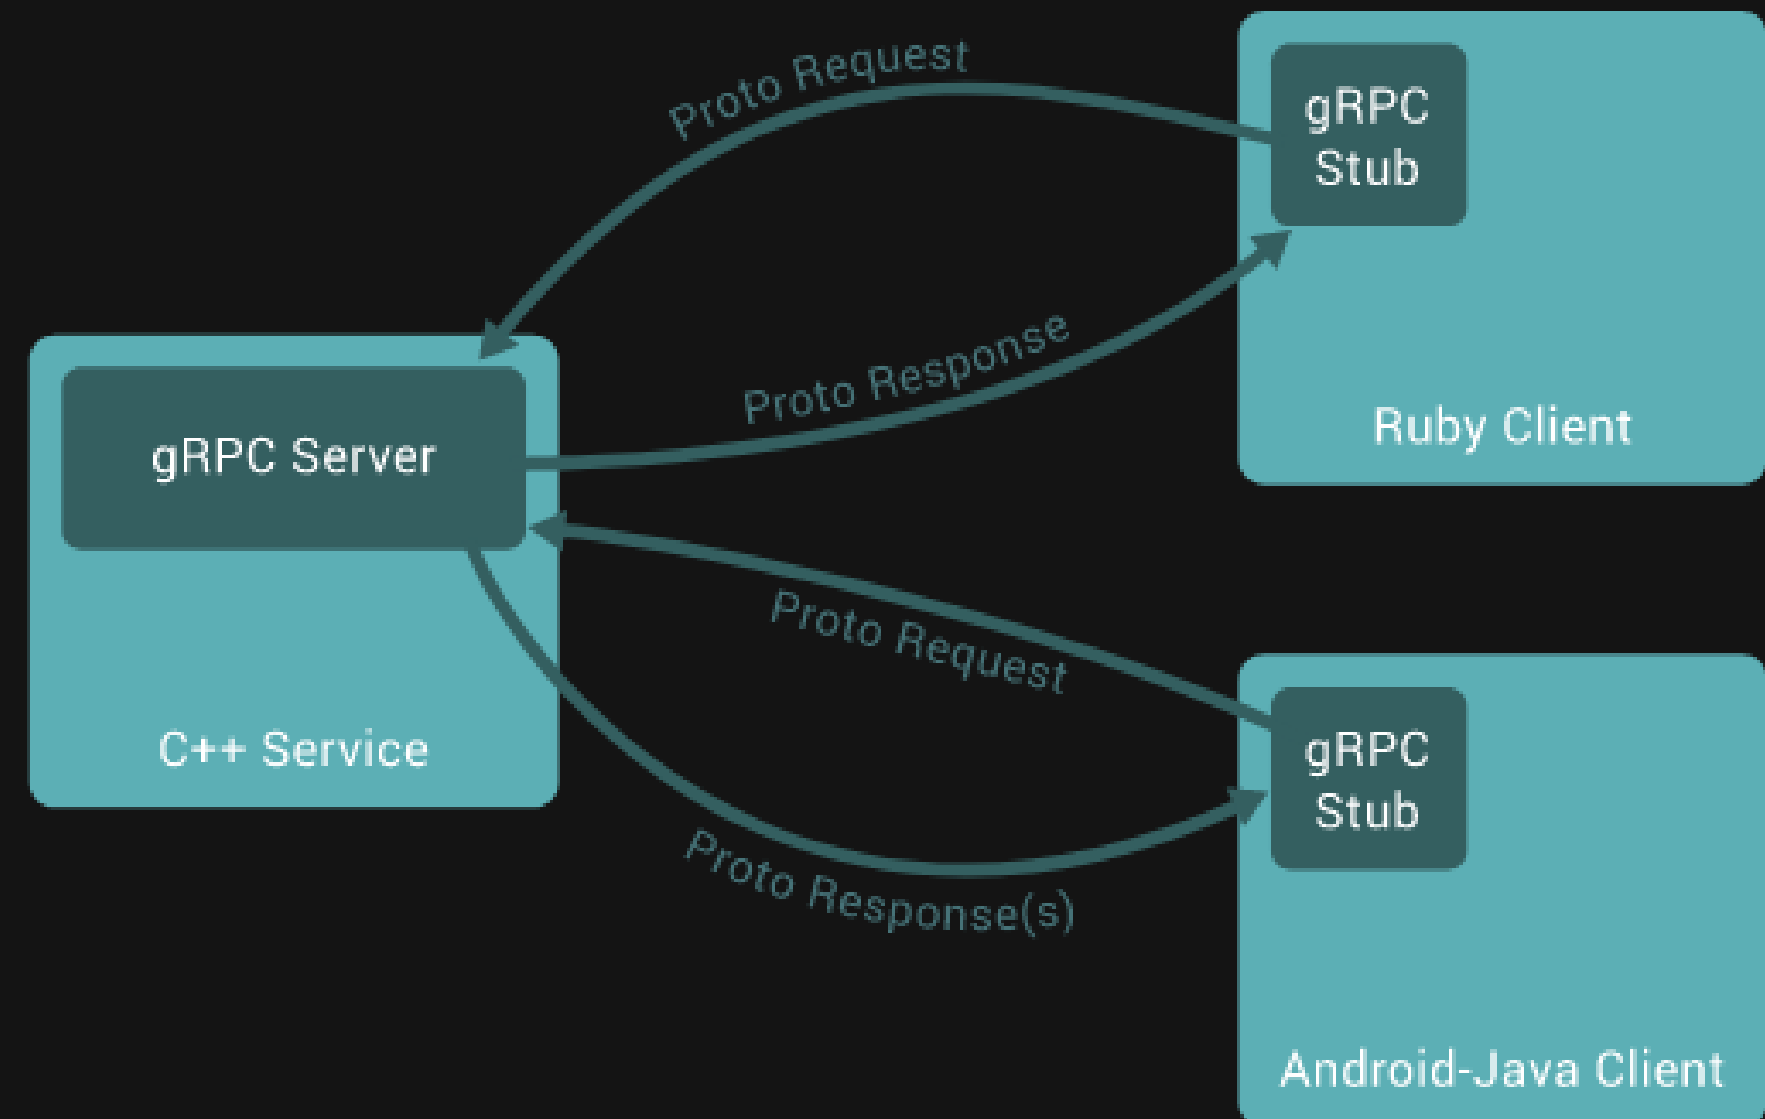 Proto Request
gRPC
Stub
Proto Response
Ruby Client
gRPC Server
C++ Service
Proto Request
gRPC
Stub
Proto Response(s)
Android-Java Client